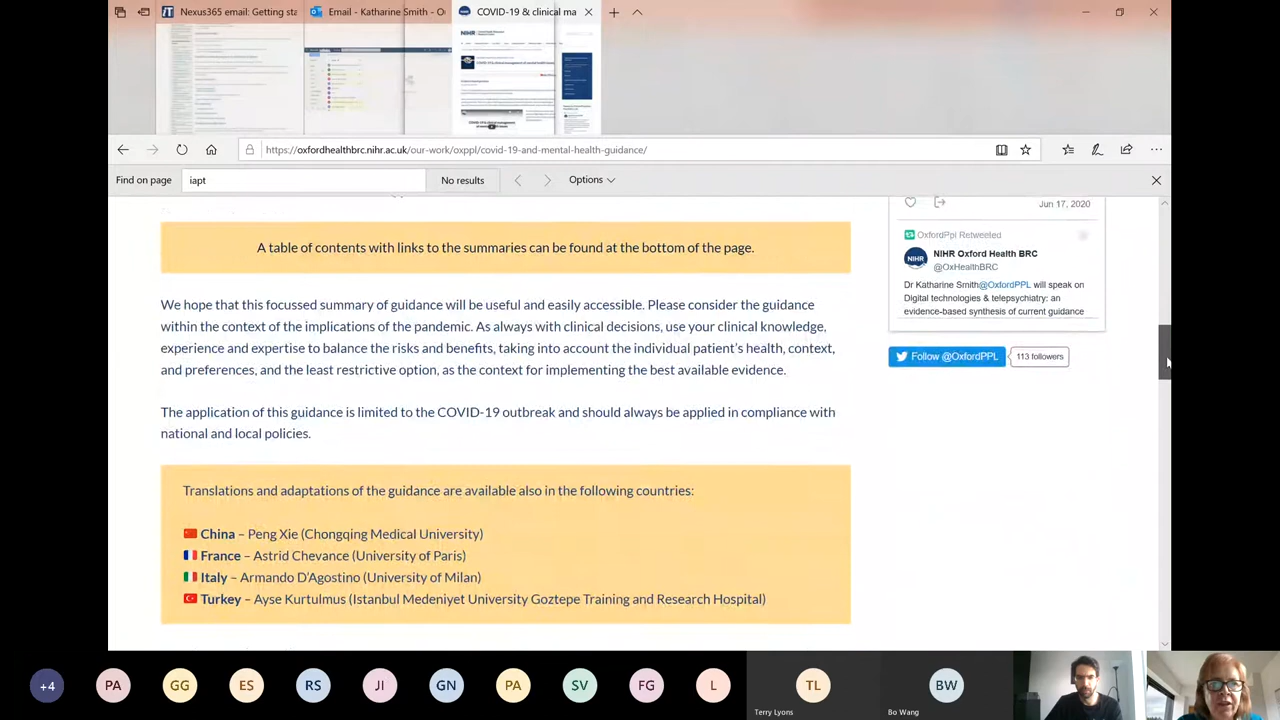 Nexus365 email: Getting sta
Email - Katharine Smith - O
COVID-19 & clinical ma
NIHR
https://oxfordhealthbrc.nihr.ac.uk/our-work/oxppl/covid-19-and-mental-health-guidance/
Find on page
iapt
No results
Options
A table of contents with links to the summaries can be found at the bottom of the page.
We hope that this focused summary of guidance will be useful and easily accessible. Please consider the guidance
within the context of the implications of the pandemic. As always with clinical decisions, use your clinical knowledge,
experience and expertise to balance the risks and benefits, taking into account the individual patient's health, context,
and preferences, and the least restrictive option, as the context for implementing the best available evidence.
The application of this guidance is limited to the COVID-19 outbreak and should always be applied in compliance with
national and local policies.
Translations and adaptations of the guidance are available also in the following countries:
China – Peng Xie (Chongqing Medical University)
France – Astrid Chevance (University of Paris)
Italy – Armando D'Agostino (University of Milan)
Turkey – Ayse Kurtulmus (Istanbul Medeniyet University Goztepe Training and Research Hospital)
Jun 17, 2020
OxfordPpl Retweeted
NIHR
NIHR Oxford Health BRC
@OxHealthBRC
Dr Katharine Smith@OxfordPPL will speak on
Digital technologies & telepsychiatry: an
evidence-based synthesis of current guidance
Follow @OxfordPPL
113 followers
+4
PA
GG
ES
RS
JI
GN
PA
SV
FG
L
TL
BW
Terry Lyons
Bo Wang